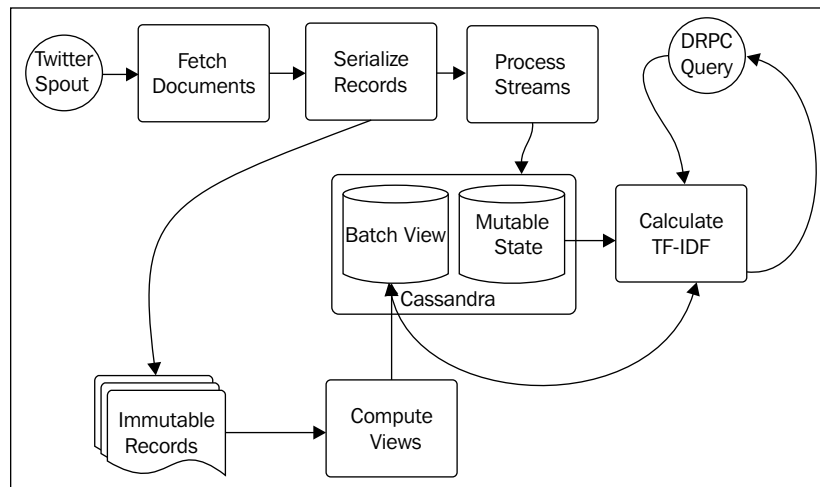 Twitter
Spout
Fetch
Documents
Serialize
Records
Process
Streams
DRPC
Query
Batch View
Mutable
State
Cassandra
Calculate
TF-IDF
Immutable
Records
Compute
Views